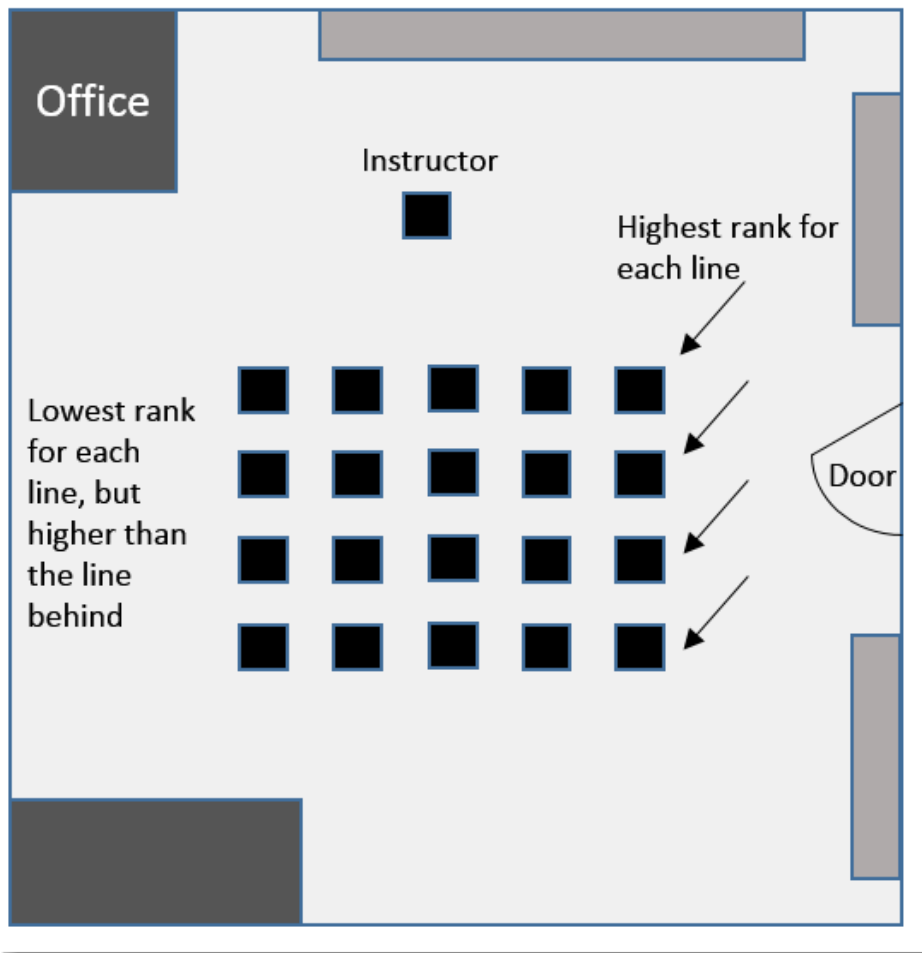 Office
Instructor
Highest rank for
each line
Lowest rank
for each
line, but
higher than
the line
behind
Door